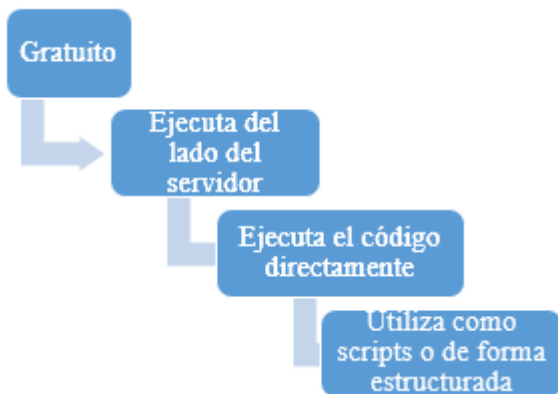 Gratuito
Ejecuta del
lado del
servidor
Ejecuta el código
directamente
Utiliza como
scripts o de forma
estructurada